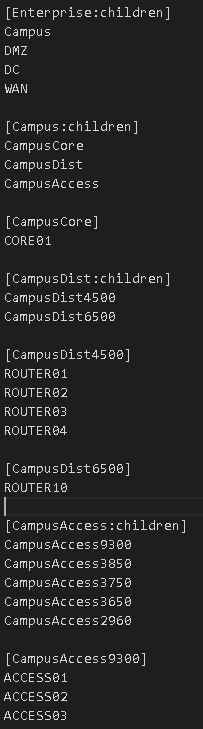 [Enterprise:children]
Campus
DMZ
DC
WAN

[Campus:children]
CampusCore
CampusDist
CampusAccess

[CampusCore]
CORE01

[CampusDist:children]
CampusDist4500
CampusDist6500

[CampusDist4500]
ROUTER01
ROUTER02
ROUTER03
ROUTER04

[CampusDist6500]
ROUTER10

[CampusAccess:children]
CampusAccess9300
CampusAccess3850
CampusAccess3750
CampusAccess3650
CampusAccess2960

[CampusAccess9300]
ACCESS01
ACCESS02
ACCESS03